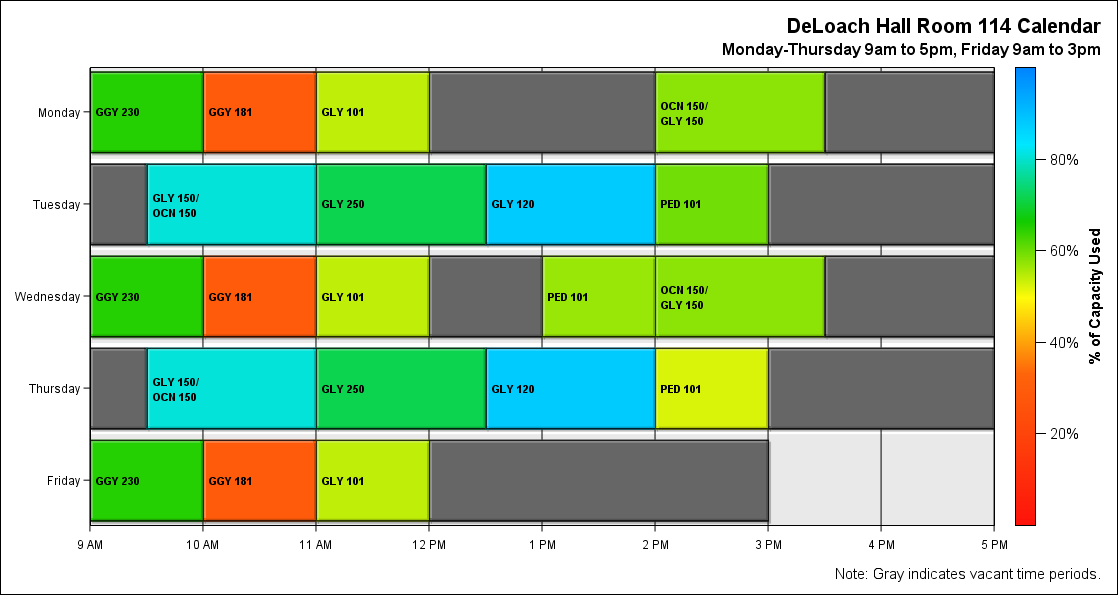 DeLoach Hall Room 114 Calendar
Monday-Thursday 9am to 5pm, Friday 9am to 3pm
Monday
GGY 230
GGY 181
GLY 101
OCN 150/
GLY 150
Tuesday
GLY 150/
OCN 150
GLY 250
GLY 120
PED 101
Wednesday
GGY 230
GGY 181
GLY 101
PED 101
OCN 150/
GLY 150
Thursday
GLY 150/
OCN 150
GLY 250
GLY 120
PED 101
Friday
GGY 230
GGY 181
GLY 101
9 AM
10 AM
11 AM
12 PM
1 PM
2 PM
3 PM
4 PM
5 PM
80%
60%
40%
20%
% of Capacity Used
Note: Gray indicates vacant time periods.